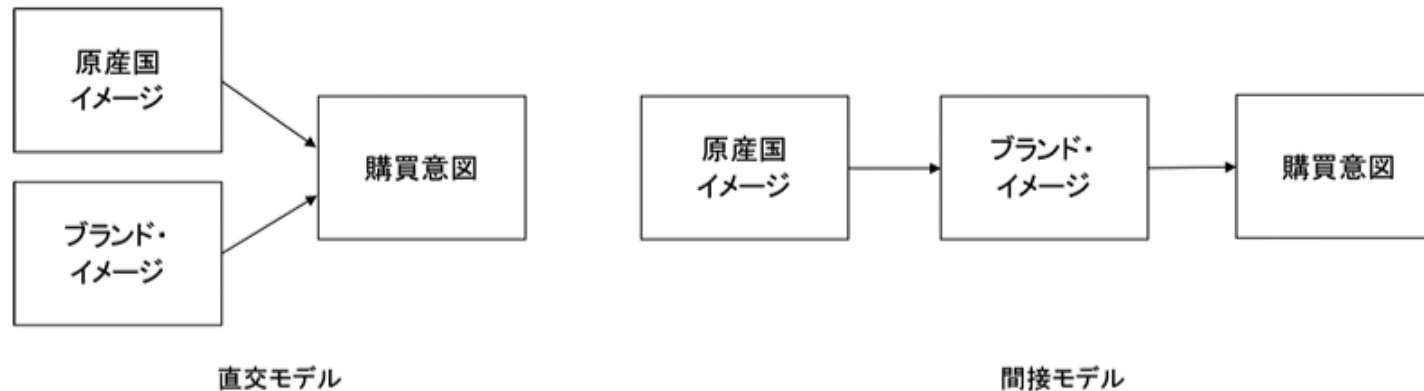 原産国
イメージ
ブランド・
イメージ
購買意図
直交モデル
原産国
イメージ
ブランド・
イメージ
購買意図
間接モデル